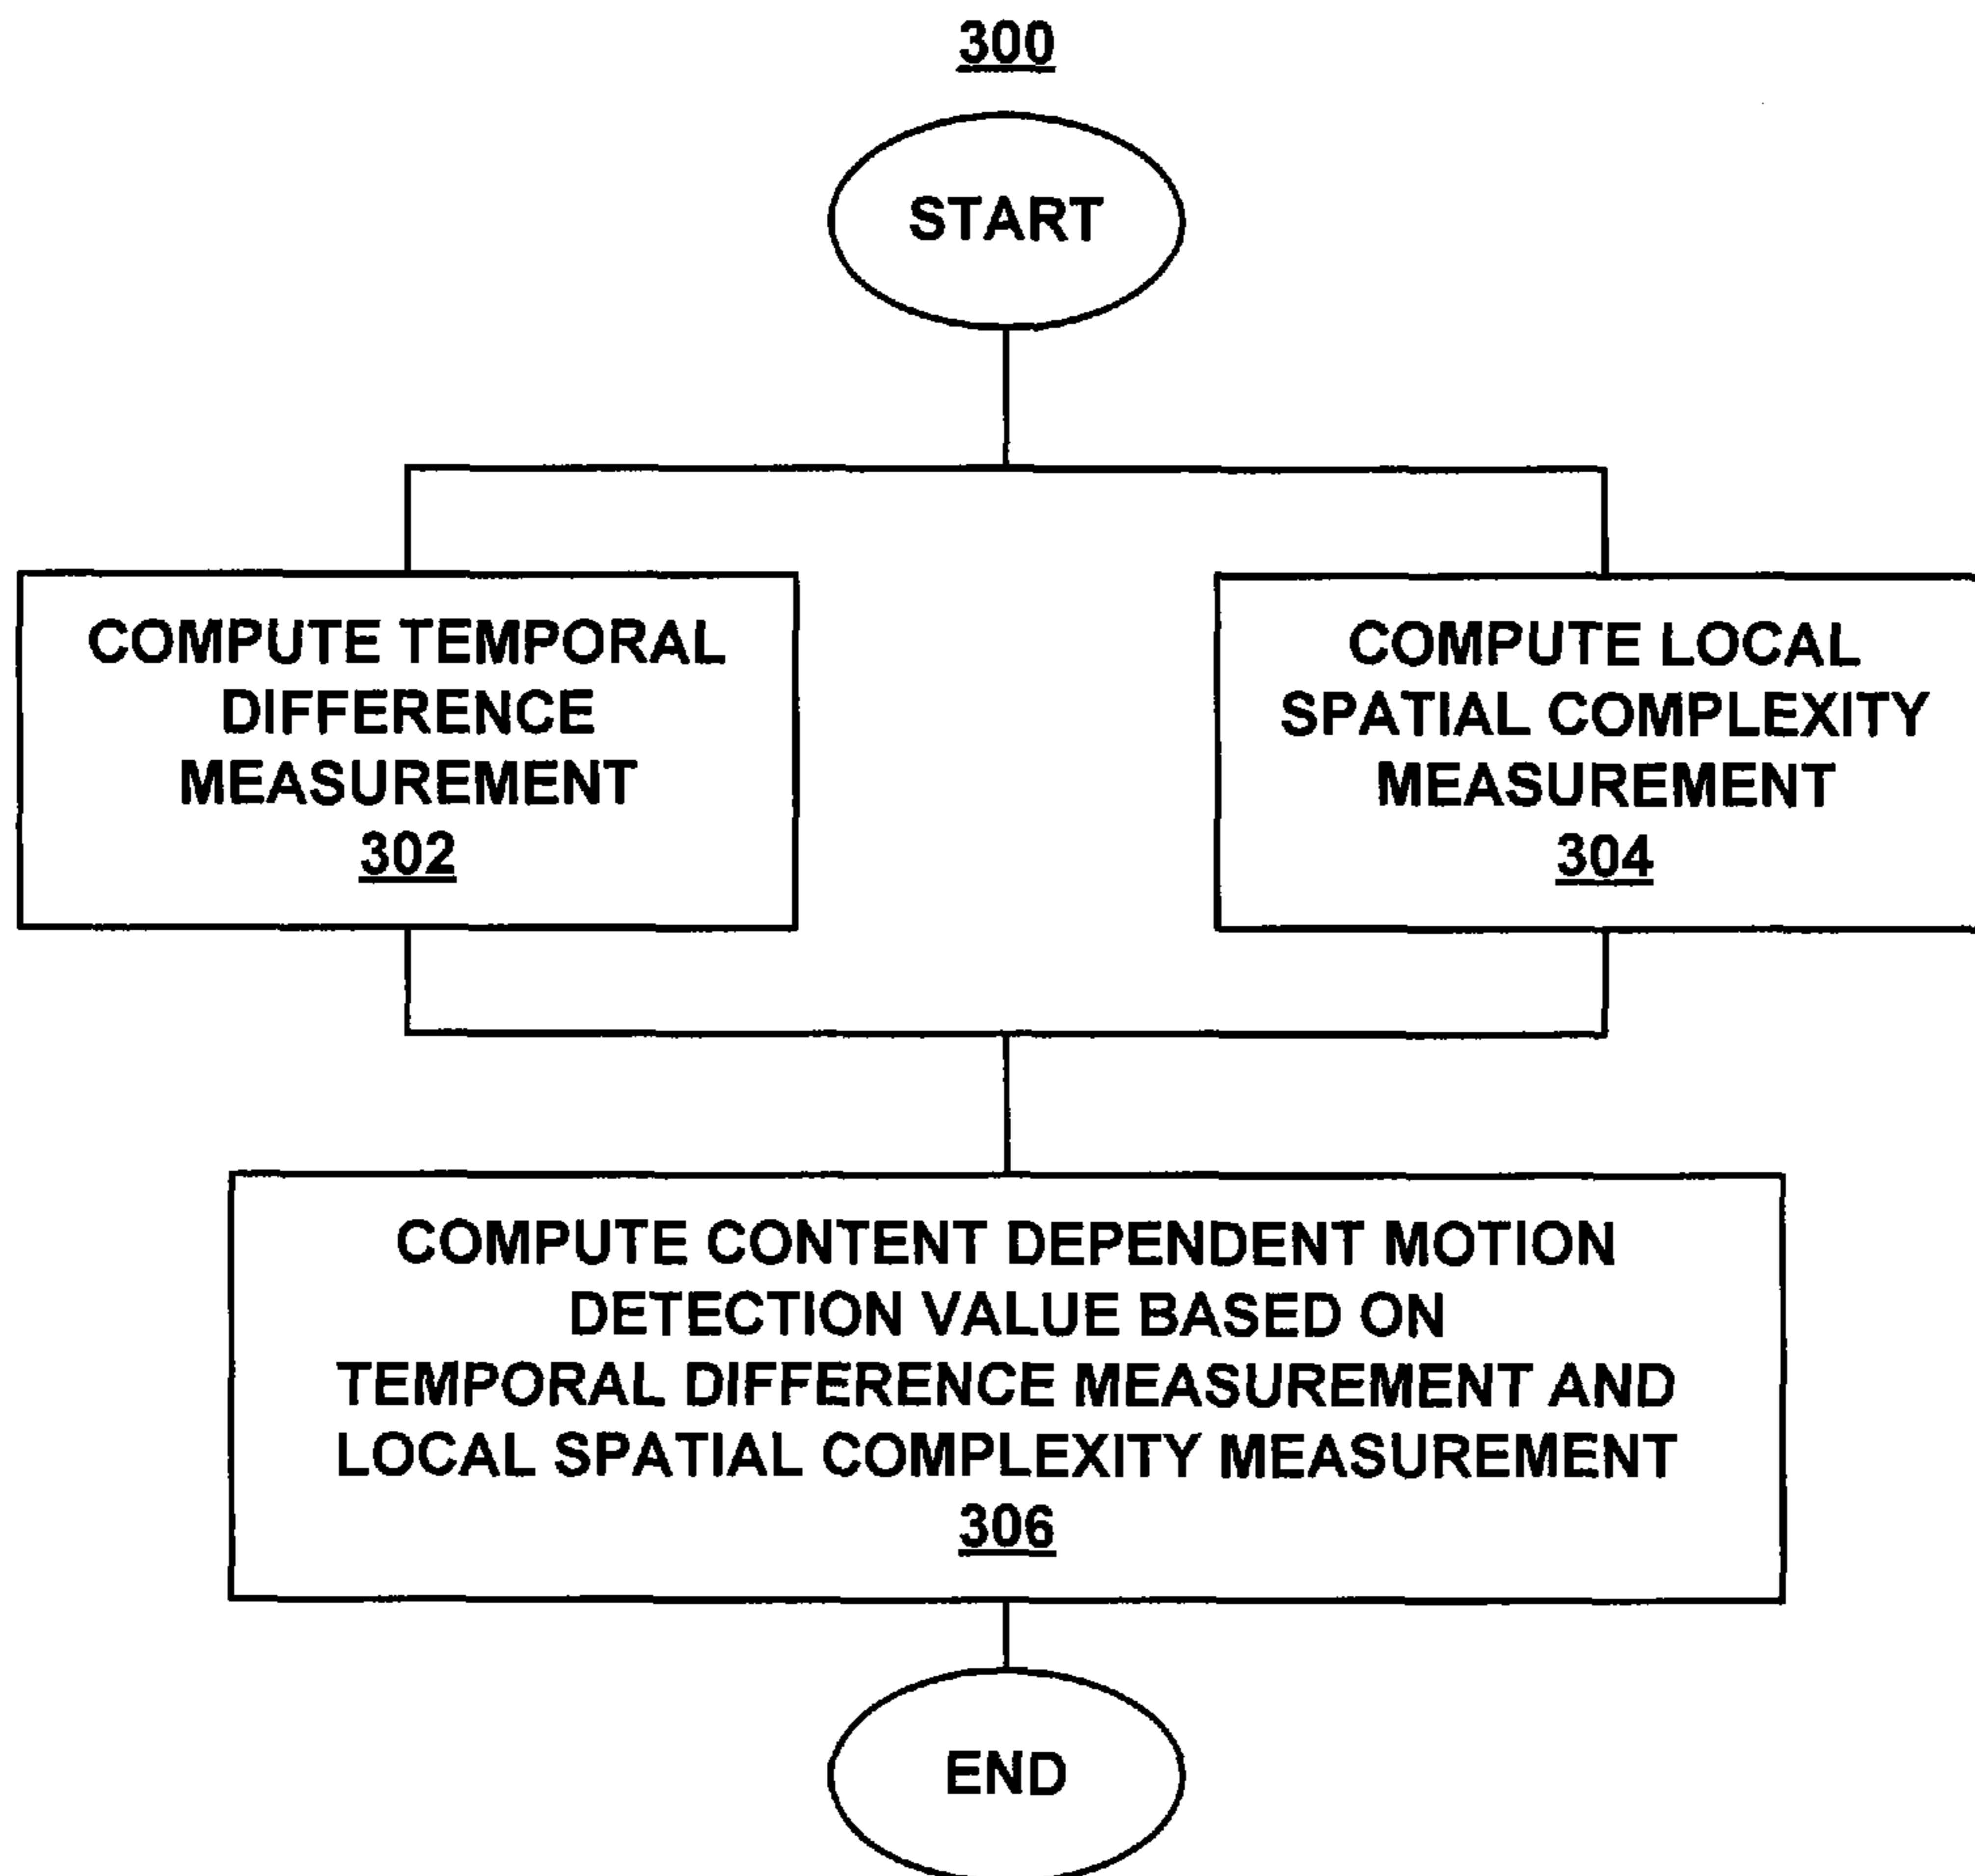 300
START
COMPUTE TEMPORAL
DIFFERENCE
MEASUREMENT
302
COMPUTE LOCAL
SPATIAL COMPLEXITY
MEASUREMENT
304
COMPUTE CONTENT DEPENDENT MOTION
DETECTION VALUE BASED ON
TEMPORAL DIFFERENCE MEASUREMENT AND
LOCAL SPATIAL COMPLEXITY MEASUREMENT
306
END